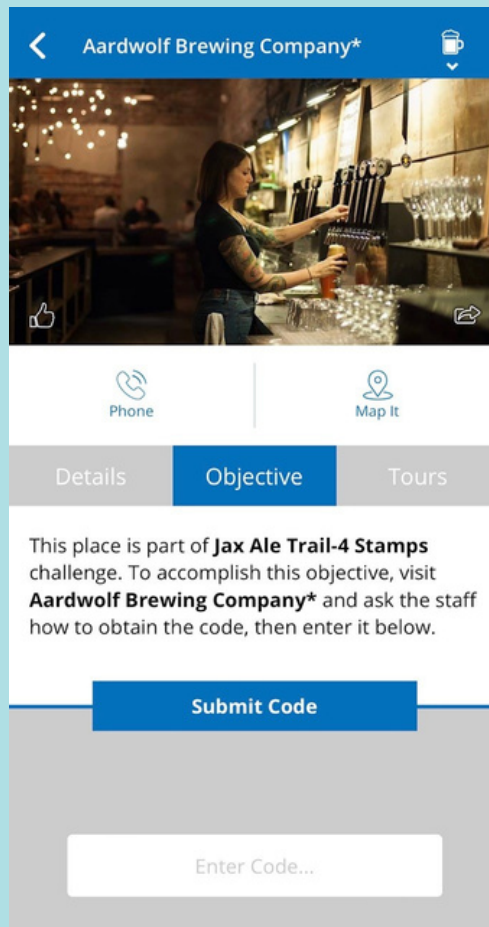 Aardwolf Brewing Company*
Phone
Map It
Details
Objective
Tours
This place is part of Jax Ale Trail-4 Stamps
challenge. To accomplish this objective, visit
Aardwolf Brewing Company* and ask the staff
how to obtain the code, then enter it below.
Submit Code
Enter Code...